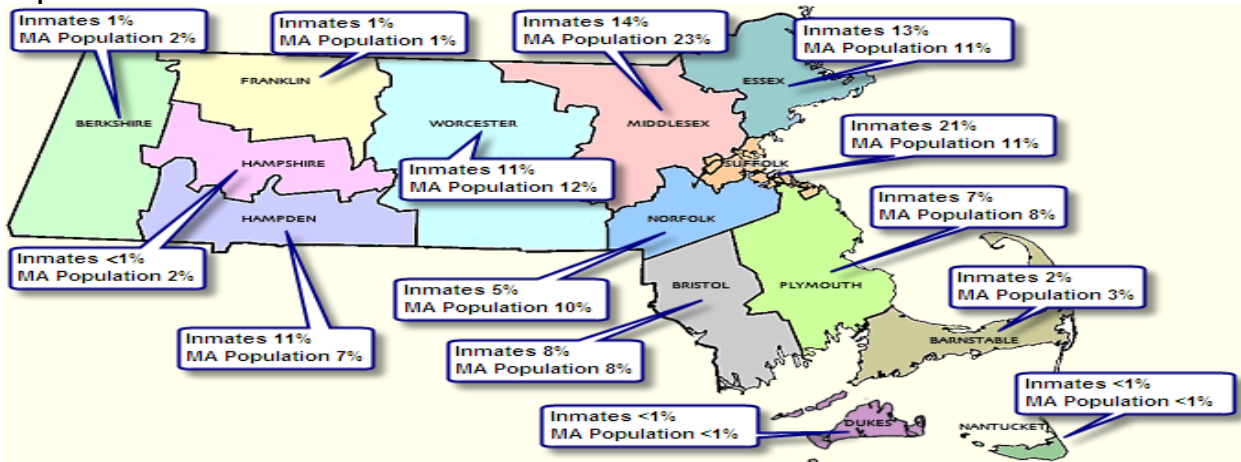 Inmates 1%
MA Population 2%
Inmates 1%
MA Population 1%
Inmates 14%
MA Population 23%
Inmates 13%
MA Population 11%
FRANKLIN
ESSEX
BERKSHIRE
WORCESTER
MIDDLESEX
Inmates 21%
MA Population 11%
HAMPSHIRE
SUFFOLK
Inmates 11%
MA Population 12%
HAMPDEN
NORFOLK
Inmates 7%
MA Population 8%
Inmates <1%
MA Population 2%
Inmates 5%
MA Population 10%
BRISTOL
PLYMOUTH
Inmates 2%
MA Population 3%
Inmates 11%
MA Population 7%
Inmates 8%
MA Population 8%
BARNSTABLE
Inmates <1%
MA Population <1%
Inmates <1%
MA Population <1%
DUKES
NANTUCKET